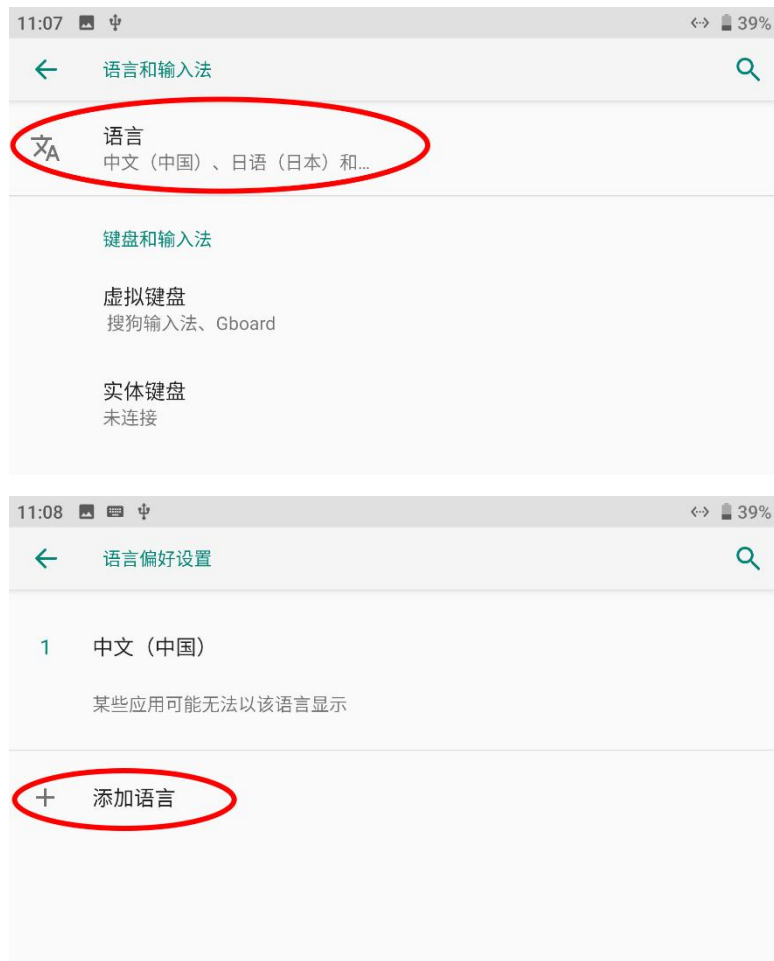 11:07 39%
语言和输入法
语言
中文（中国）、日语（日本）和...
键盘和输入法
虚拟键盘
搜狗输入法、Gboard
实体键盘
未连接
11:08 39%
语言偏好设置
1 中文（中国）
某些应用可能无法以该语言显示
+ 添加语言